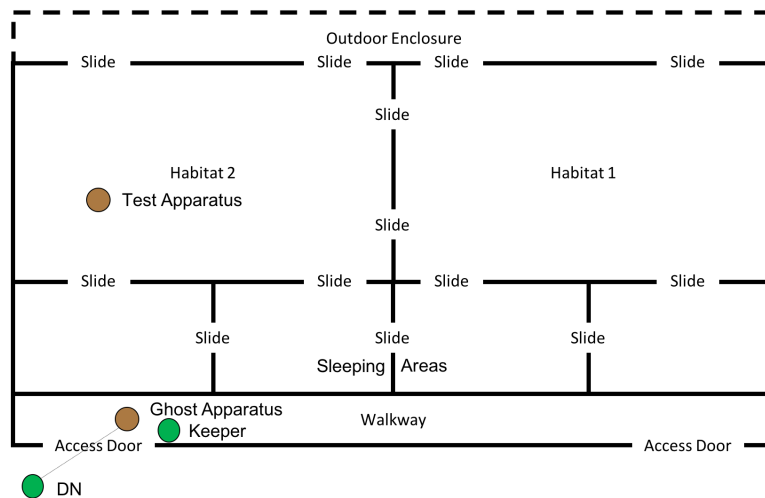 Outdoor Enclosure
Slide Slide Slide Slide
Slide
Habitat 2 Habitat 1
Test Apparatus
Slide
Slide Slide Slide Slide
Slide Slide Slide
Sleeping Areas
Ghost Apparatus
Walkway
Keeper
Access Door Access Door
DN